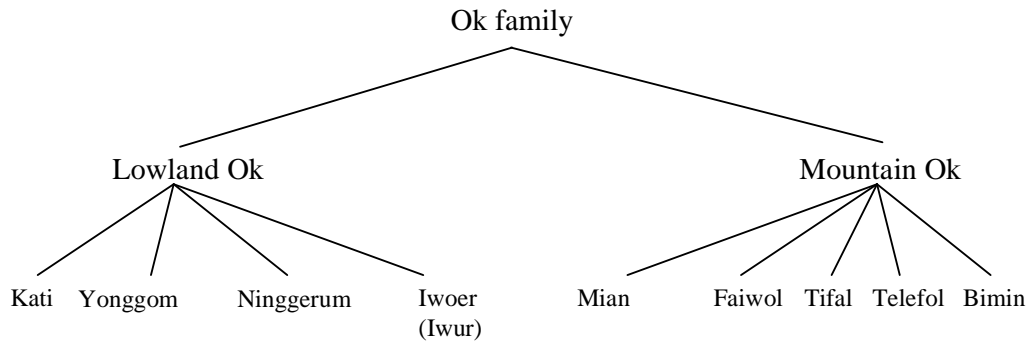 Ok family
Lowland Ok
Mountain Ok
Kati Yonggom Ninggerum Iwoer Mian Faiwol Tifal Telefol Bimin
(Iwur)